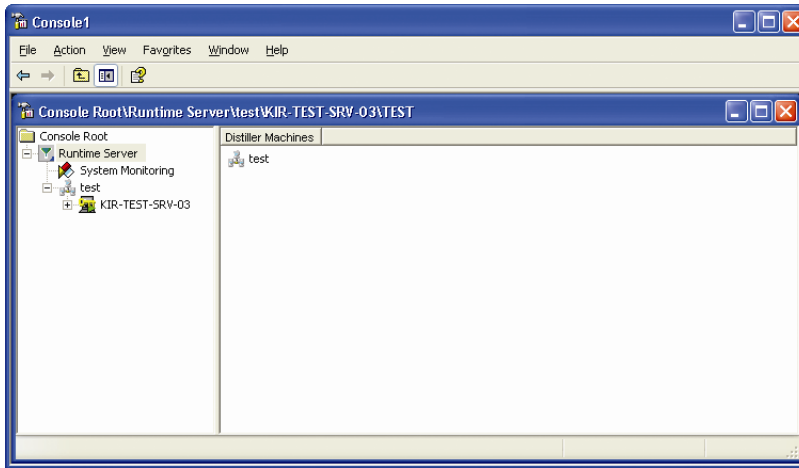 Console1
File Action View Favorites Window Help
Console Root\Runtime Server\test\KIR-TEST-SRV-03\TEST
Console Root
Runtime Server
System Monitoring
test
KIR-TEST-SRV-03
Distiller Machines
test